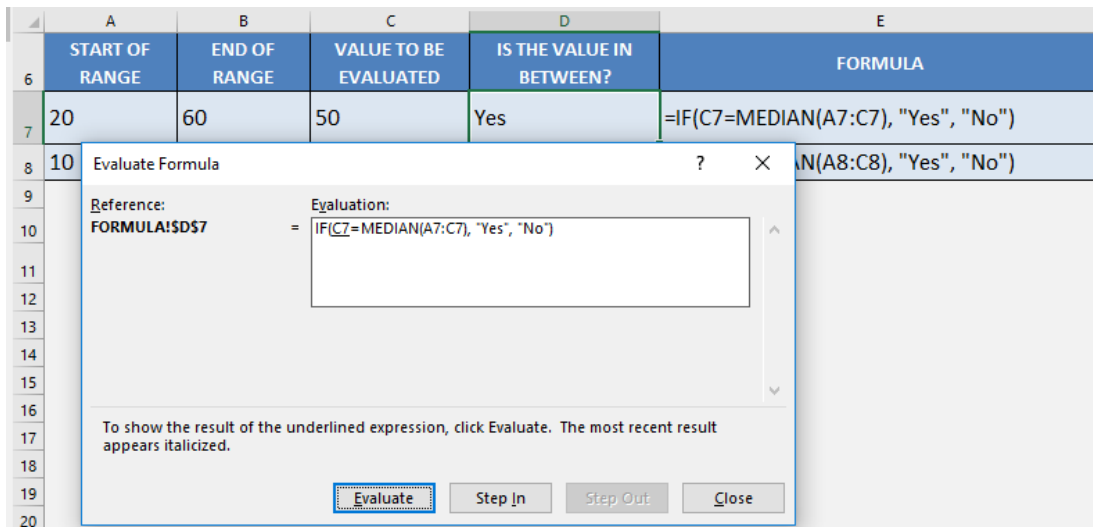 A B C D E
6 START OF RANGE END OF RANGE VALUE TO BE EVALUATED IS THE VALUE IN BETWEEN? FORMULA
7 20 60 50 Yes =IF(C7=MEDIAN(A7:C7), "Yes", "No")
8 10 N(A8:C8), "Yes", "No")
Evaluate Formula ? ×
9
Reference: Evaluation:
10 FORMULA!$D$7 = IF(C7=MEDIAN(A7:C7), "Yes", "No")
11
12
13
14
15
16
17 To show the result of the underlined expression, click Evaluate. The most recent result
appears italicized.
18
19 Evaluate Step In Step Out Close
20